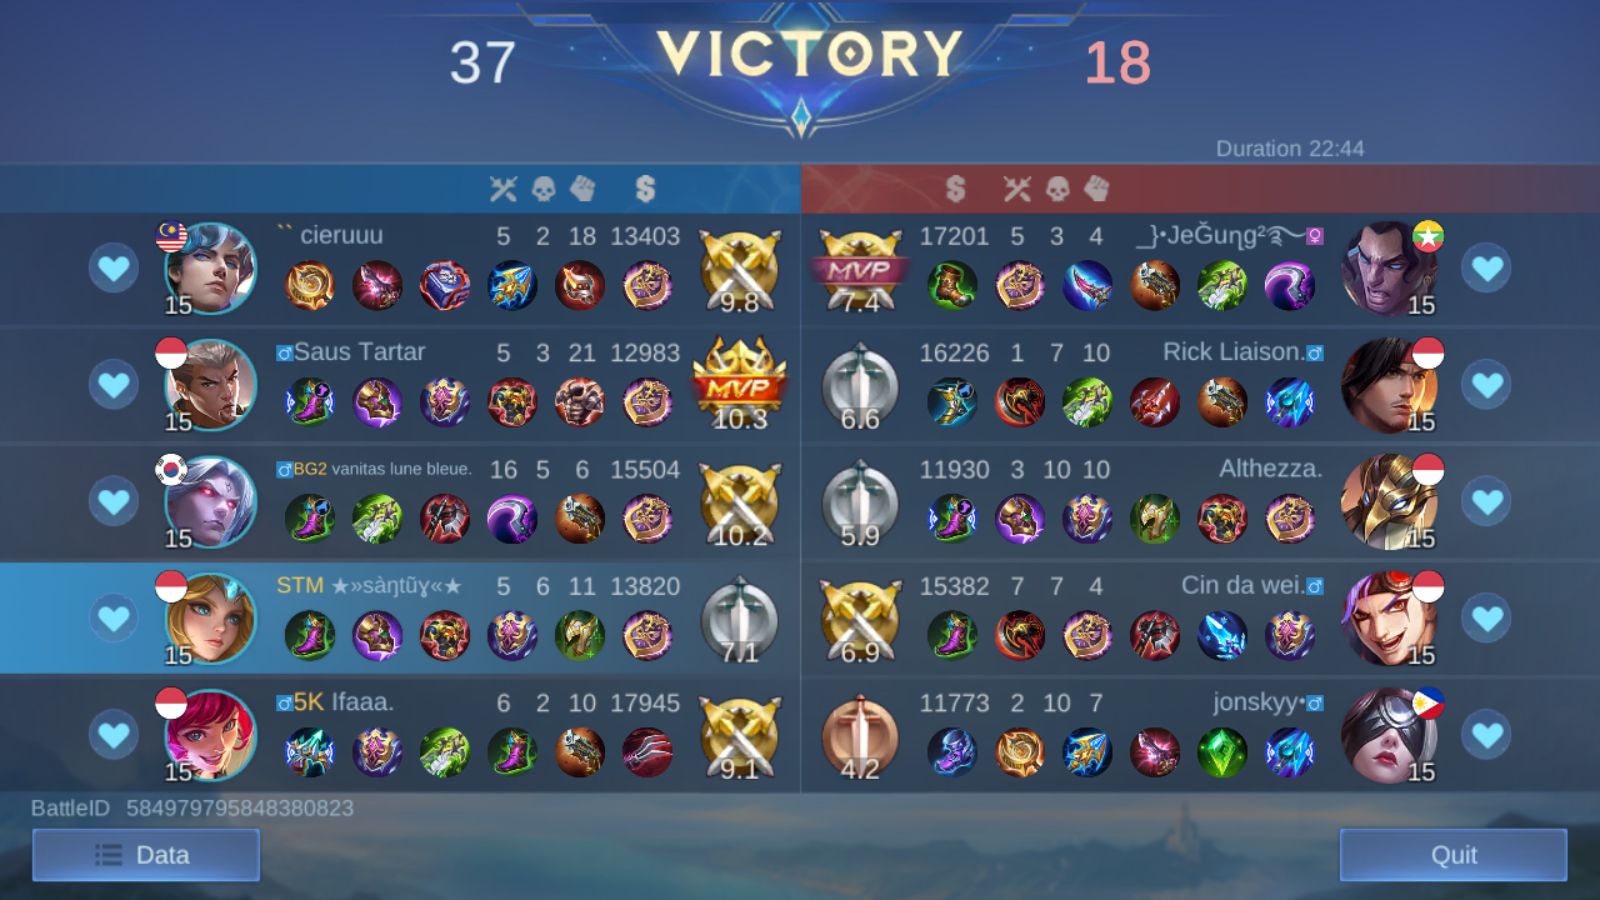 37 VICTORY 18
Duration 22:44
`` cieruuu 5 2 18 13403
15 9.8
MVP 7.4 17201 5 3 4
15
Saus Tartar 5 3 21 12983
15 MVP 10.3
16226 1 7 10 Rick Liaison.
6.6 15
BG2 vanitas lune bleue. 16 5 6 15504
15 10.2
11930 3 10 10 Althezza.
5.9 15
STM ★»sàŋtũɣ«★ 5 6 11 13820
15 7.1
15382 7 7 4 Cin da wei.
6.9 15
5K Ifaaa. 6 2 10 17945
15 9.1
11773 2 10 7 jonskyy•
4.2 15
BattleID 584979795848380823
Data Quit